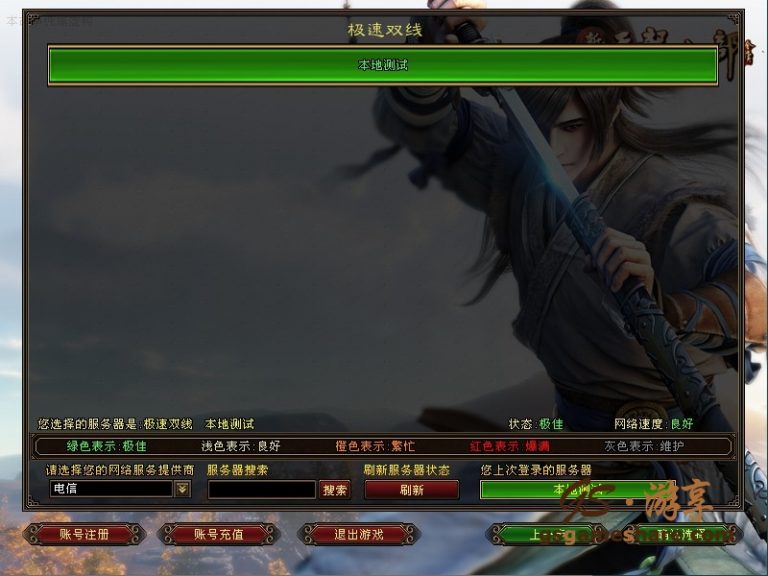 极速双线
本地测试
您选择的服务器是:极速双线 本地测试 状态:极佳 网络速度:良好
绿色表示:极佳 浅色表示:良好 橙色表示:繁忙 红色表示:爆满 灰色表示:维护
请选择您的网络服务提供商 服务器搜索 刷新服务器状态 您上次登录的服务器
电信 搜索 刷新 本地测试
游享
账号注册 账号充值 退出游戏